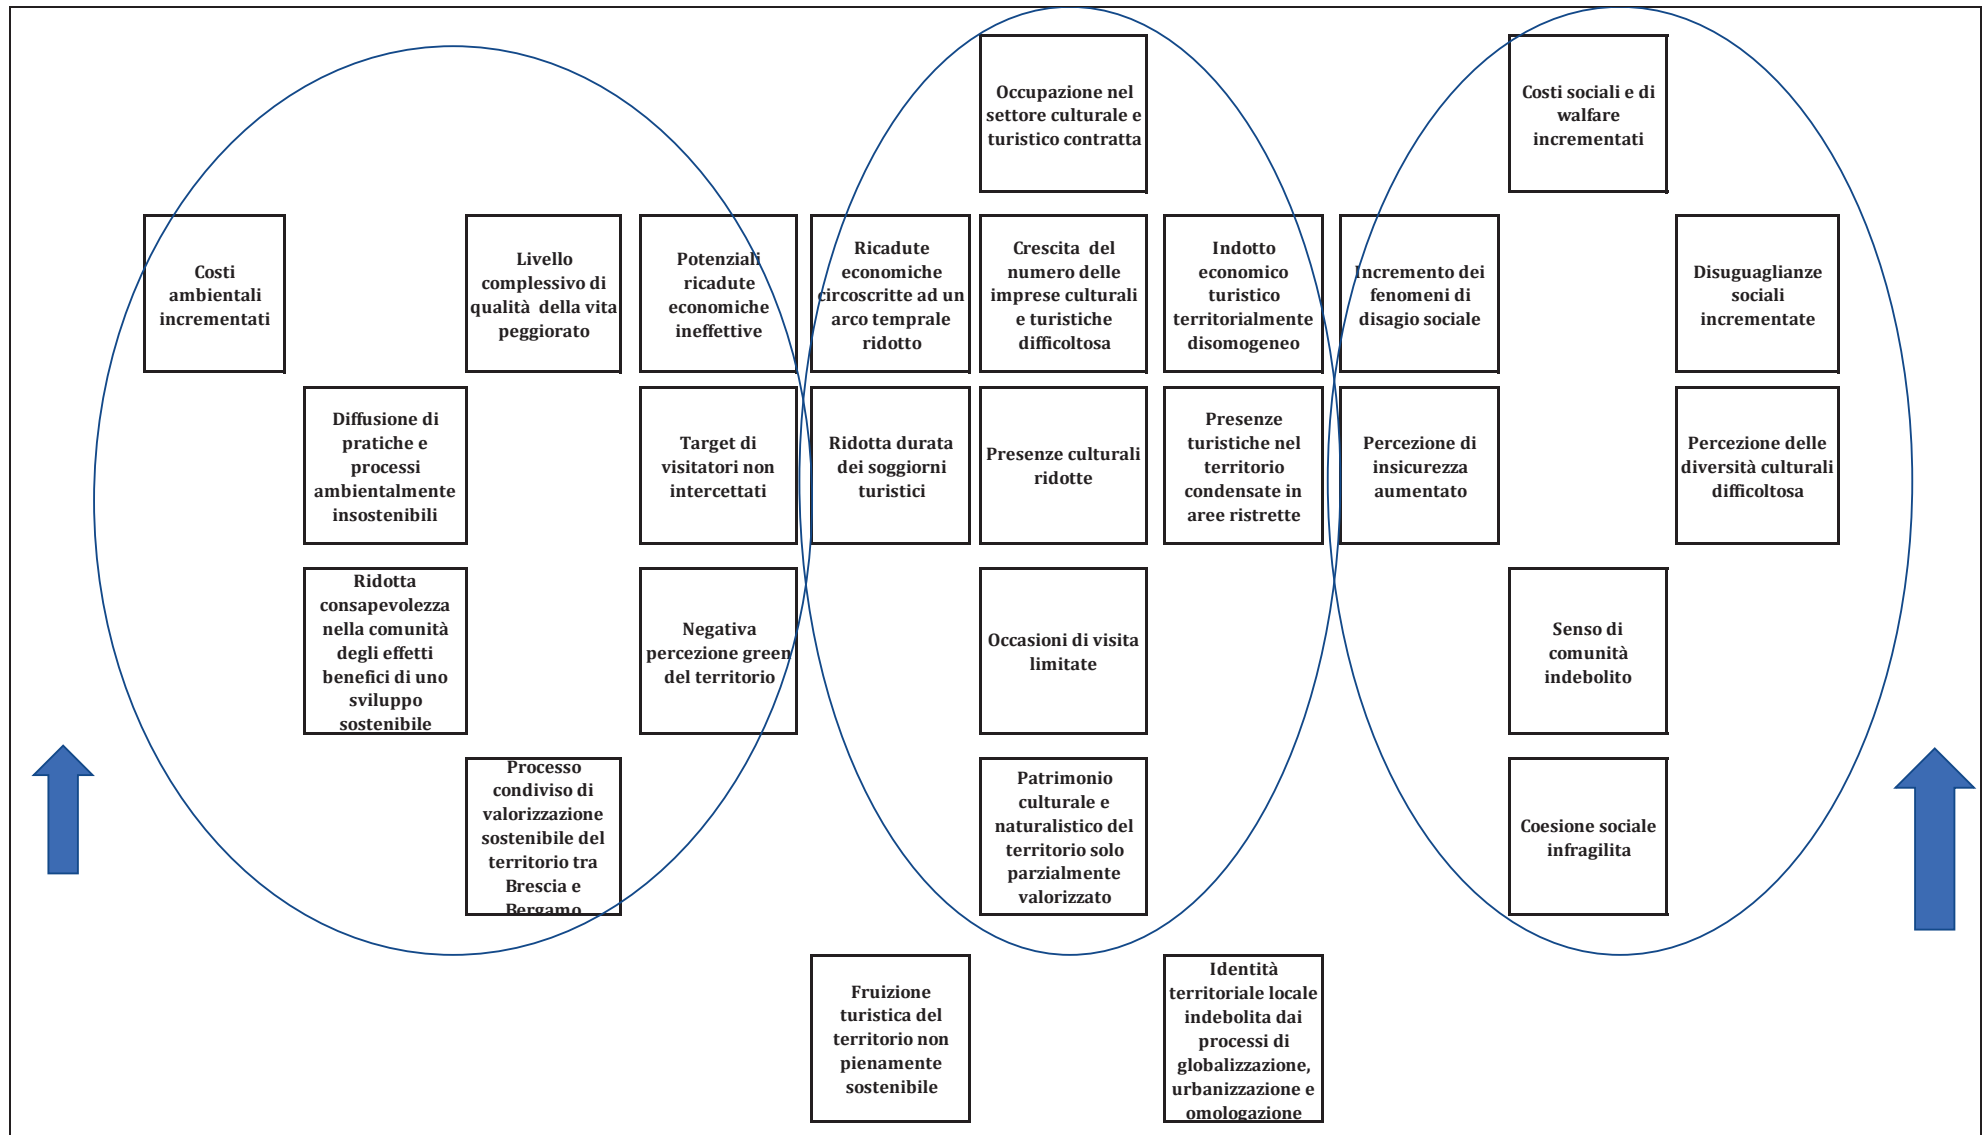 Occupazione nel
settore culturale e
turistico contratta
Costi sociali e di
walfare
incrementati
Costi
ambientali
incrementati
Livello
complessivo di
qualità della vita
peggiorato
Potenziali
ricadute
economiche
ineffettive
Ricadute
economiche
circoscritte ad un
arco temprale
ridotto
Crescita del
numero delle
imprese culturali
e turistiche
difficoltosa
Indotto
economico
turistico
territorialmente
disomogeneo
Incremento dei
fenomeni di
disagio sociale
Disuguaglianze
sociali
incrementate
Diffusione di
pratiche e
processi
ambientalmente
insostenibili
Target di
visitatori non
intercettati
Ridotta durata
dei soggiorni
turistici
Presenze culturali
ridotte
Presenze
turistiche nel
territorio
condensate in
aree ristrette
Percezione di
insicurezza
aumentato
Percezione delle
diversità culturali
difficoltosa
Ridotta
consapevolezza
nella comunità
degli effetti
benefici di uno
sviluppo
sostenibile
Negativa
percezione green
del territorio
Occasioni di visita
limitate
Senso di
comunità
indebolito
Processo
condiviso di
valorizzazione
sostenibile del
territorio tra
Brescia e
Bergamo
Patrimonio
culturale e
naturalistico del
territorio solo
parzialmente
valorizzato
Coesione sociale
infragilita
Fruizione
turistica del
territorio non
pienamente
sostenibile
Identità
territoriale locale
indebolita dai
processi di
globalizzazione,
urbanizzazione e
omologazione